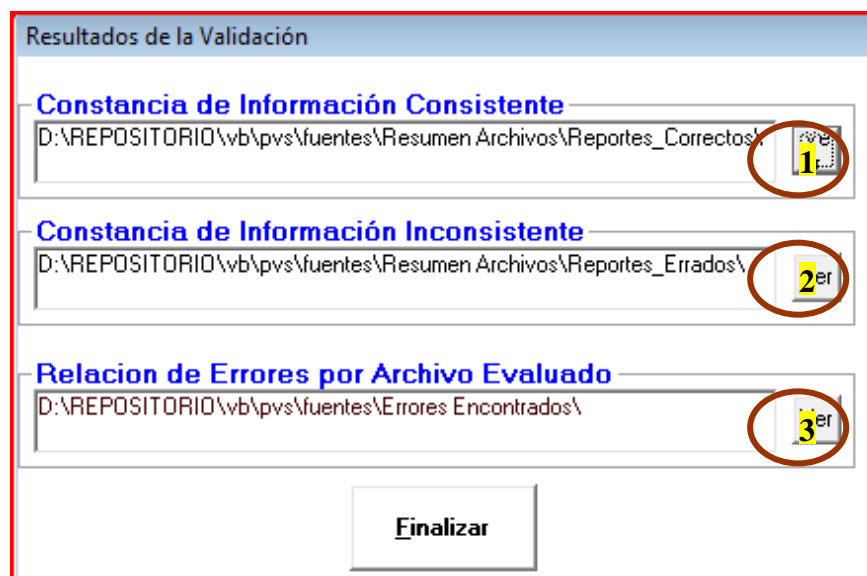 Resultados de la Validación
Constancia de Información Consistente
D:\REPOSITORIO\vb\pvs\fuentes\Resumen Archivos\Reportes_Correctos\
1
Constancia de Información Inconsistente
D:\REPOSITORIO\vb\pvs\fuentes\Resumen Archivos\Reportes_Errados\
2 er
Relacion de Errores por Archivo Evaluado
D:\REPOSITORIO\vb\pvs\fuentes\Errores Encontrados\
3 er
Finalizar